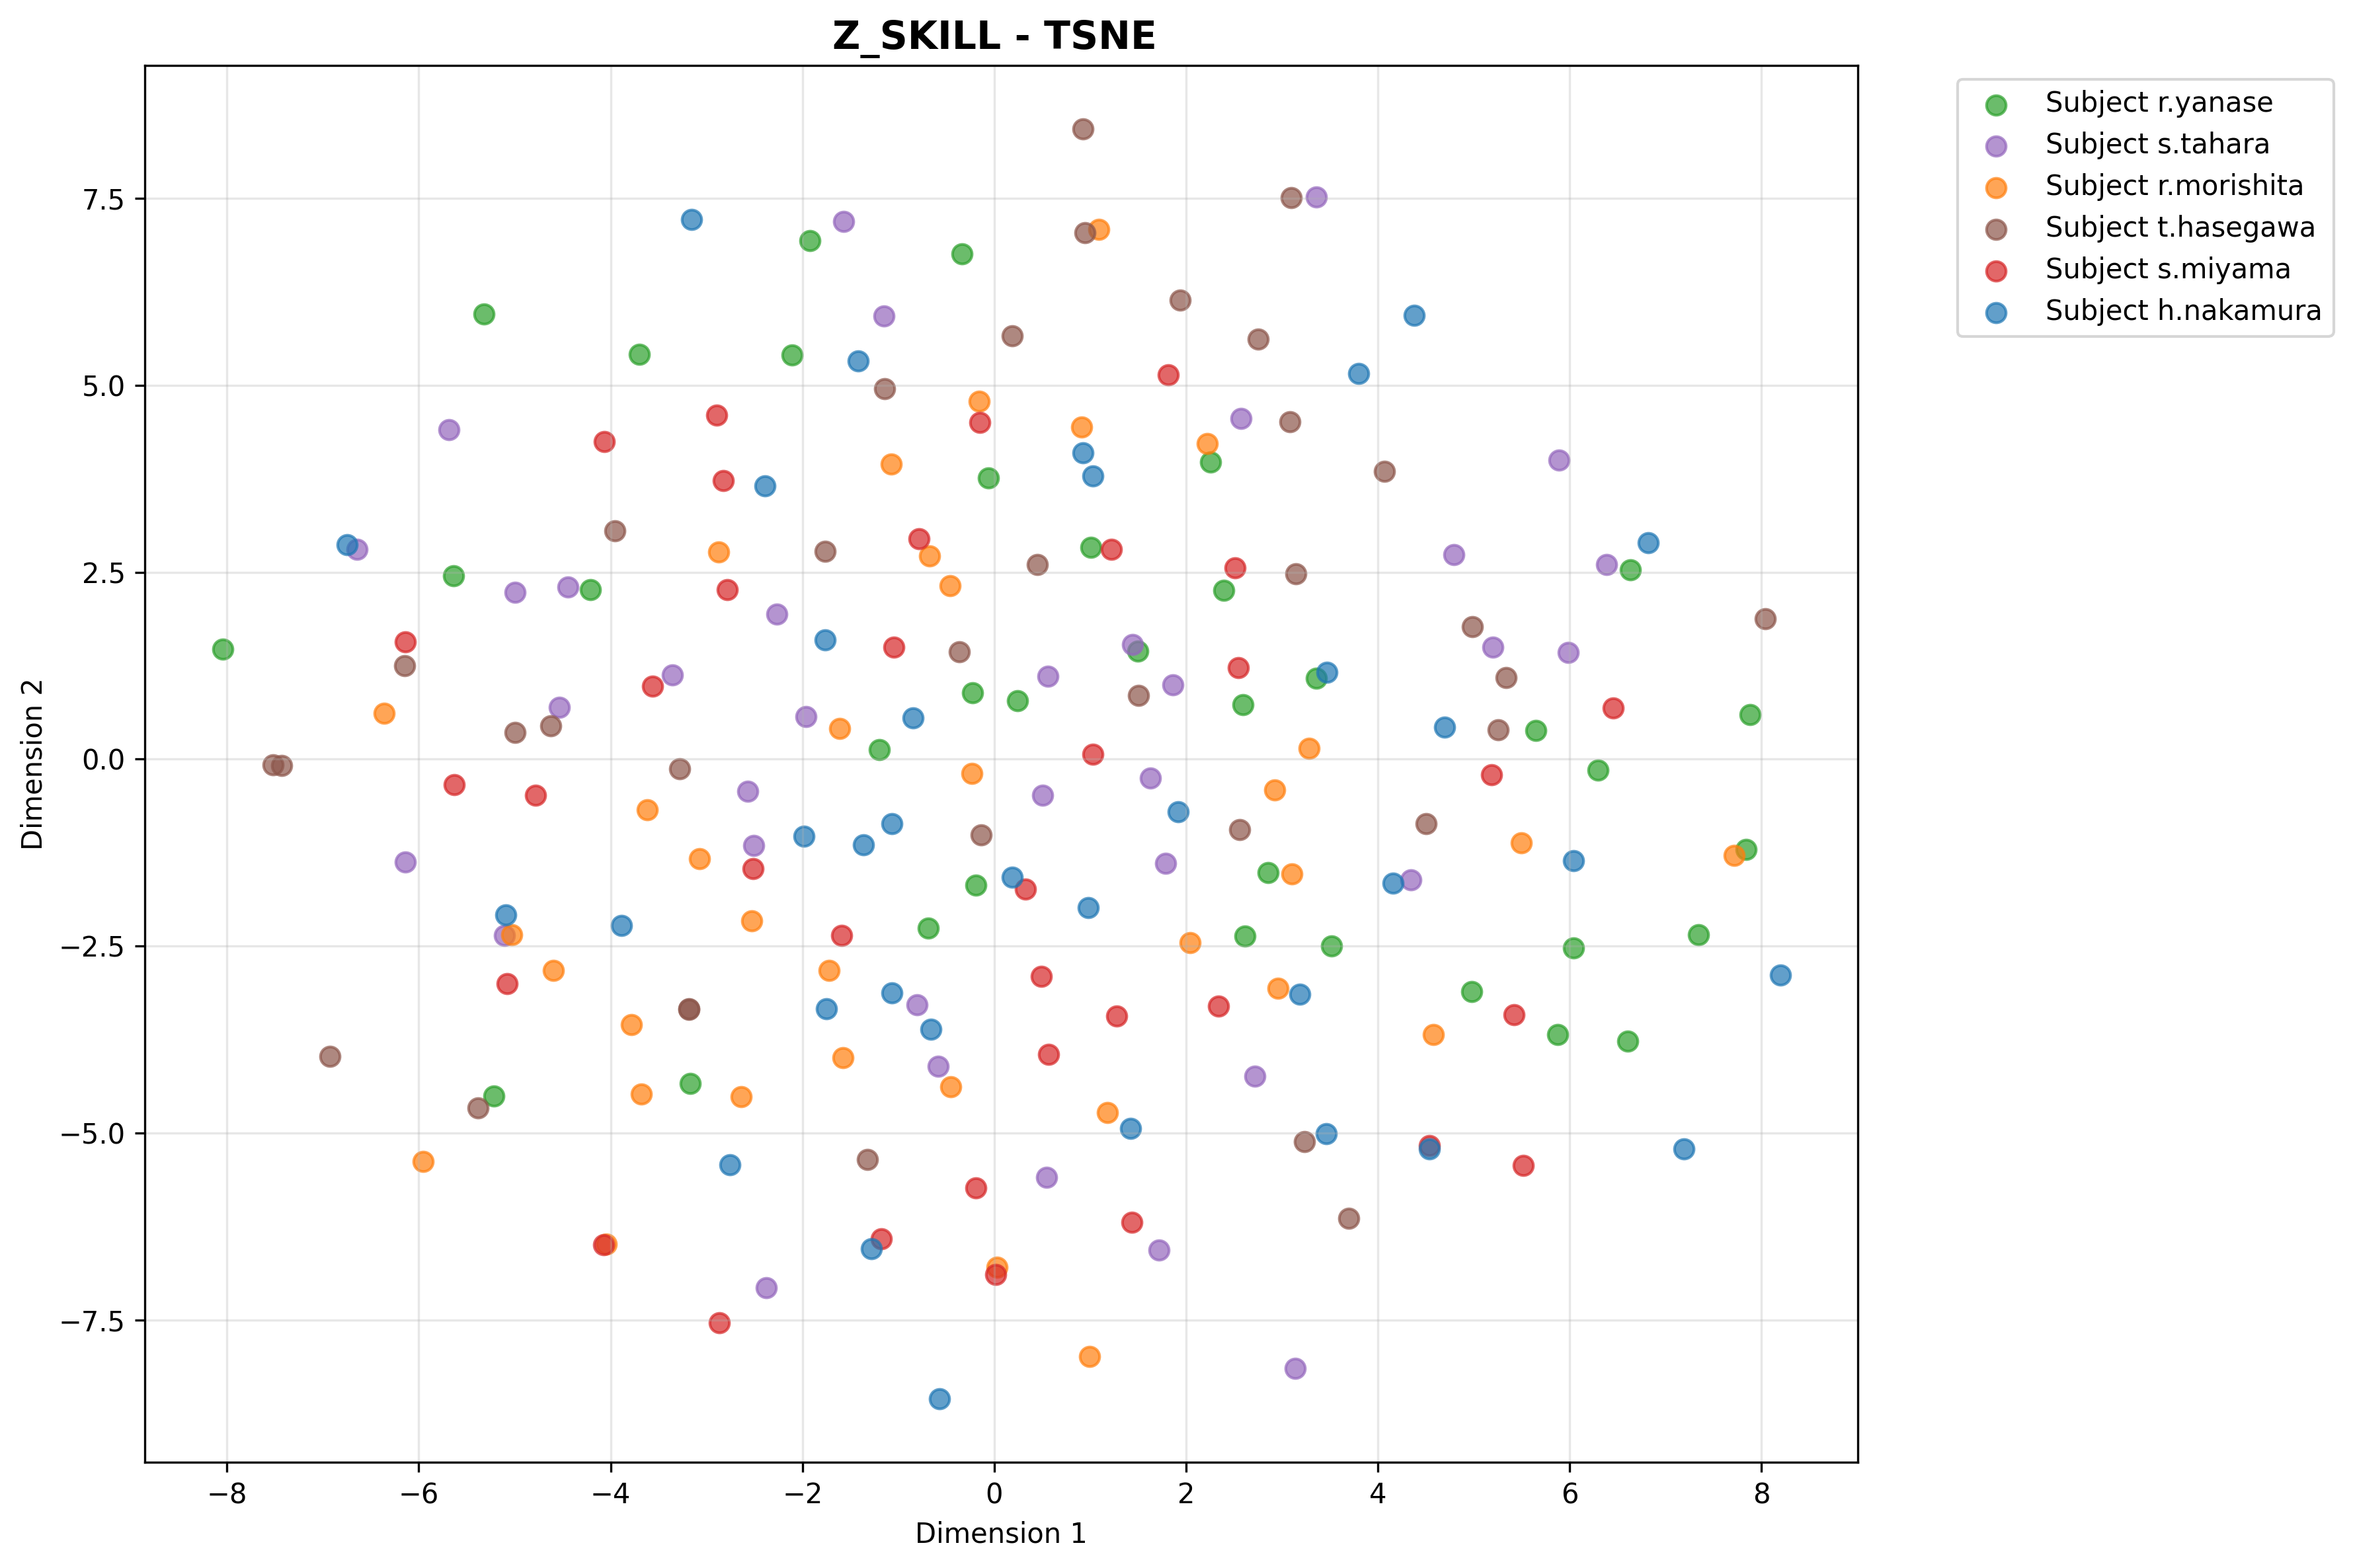 Z_SKILL - TSNE
Subject r.yanase
Subject s.tahara
Subject r.morishita
Subject t.hasegawa
Subject s.miyama
Subject h.nakamura
Dimension 2
7.5
5.0
2.5
0.0
−2.5
−5.0
−7.5
−8 −6 −4 −2 0 2 4 6 8
Dimension 1